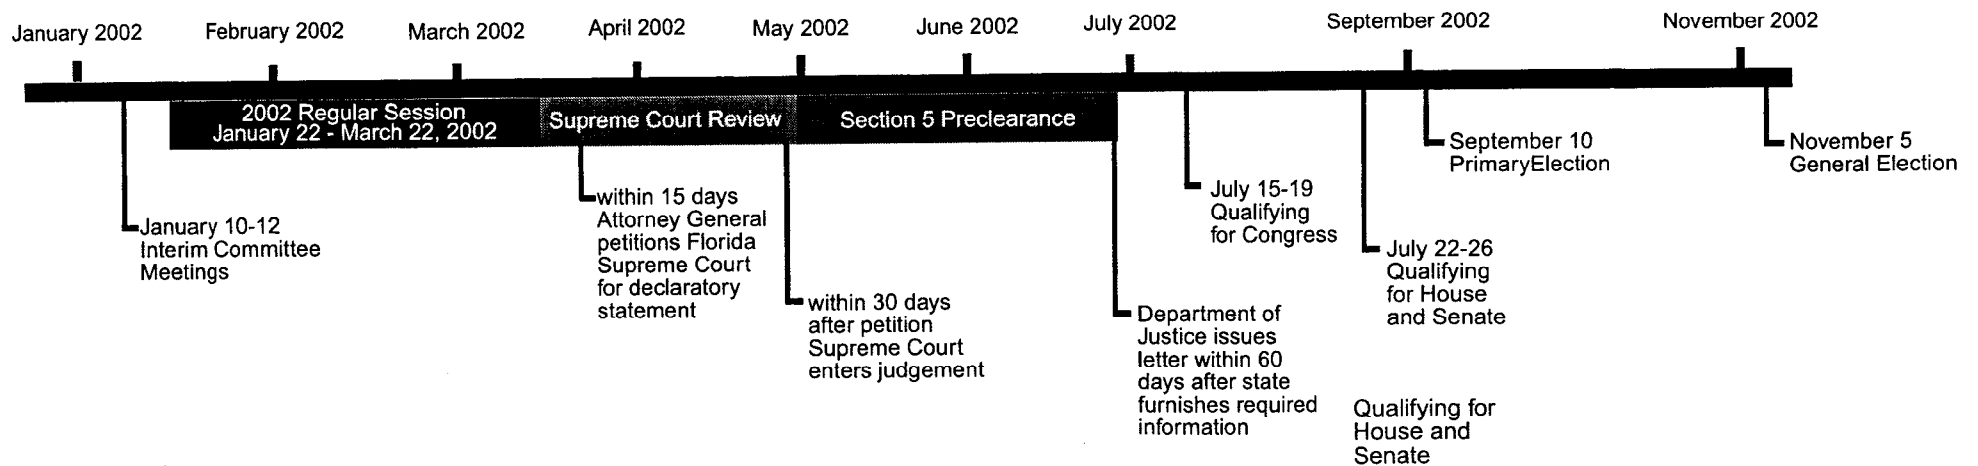 January 2002
February 2002
March 2002
April 2002
May 2002
June 2002
July 2002
September 2002
November 2002
2002 Regular Session
January 22 - March 22, 2002
Supreme Court Review
Section 5 Preclearance
January 10-12
Interim Committee
Meetings
within 15 days
Attorney General
petitions Florida
Supreme Court
for declaratory
statement
within 30 days
after petition
Supreme Court
enters judgement
Department of
Justice issues
letter within 60
days after state
furnishes required
information
July 15-19
Qualifying
for Congress
July 22-26
Qualifying
for House
and Senate
Qualifying for
House and
Senate
September 10
PrimaryElection
November 5
General Election